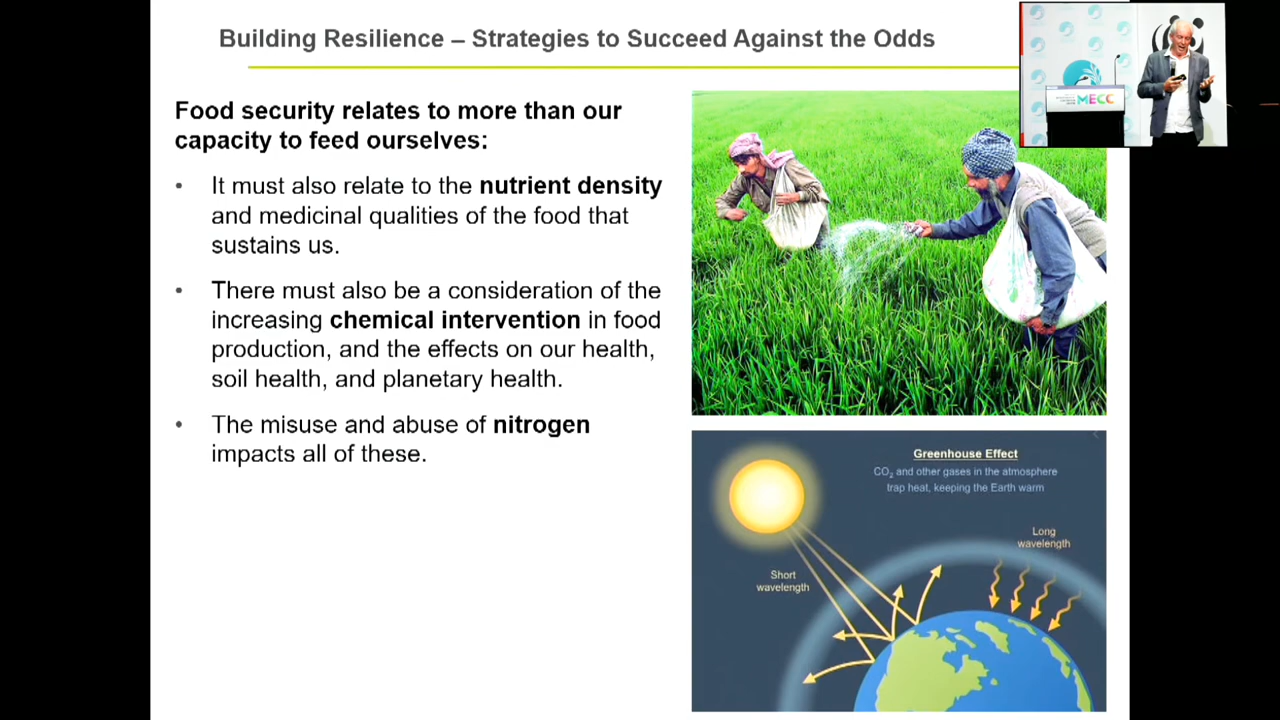 Building Resilience – Strategies to Succeed Against the Odds
MECC
Food security relates to more than our
capacity to feed ourselves:
• It must also relate to the nutrient density
and medicinal qualities of the food that
sustains us.
• There must also be a consideration of the
increasing chemical intervention in food
production, and the effects on our health,
soil health, and planetary health.
• The misuse and abuse of nitrogen
impacts all of these.
Greenhouse Effect
CO₂ and other gases in the atmosphere
trap heat, keeping the Earth warm
Long
wavelength
Short
wavelength